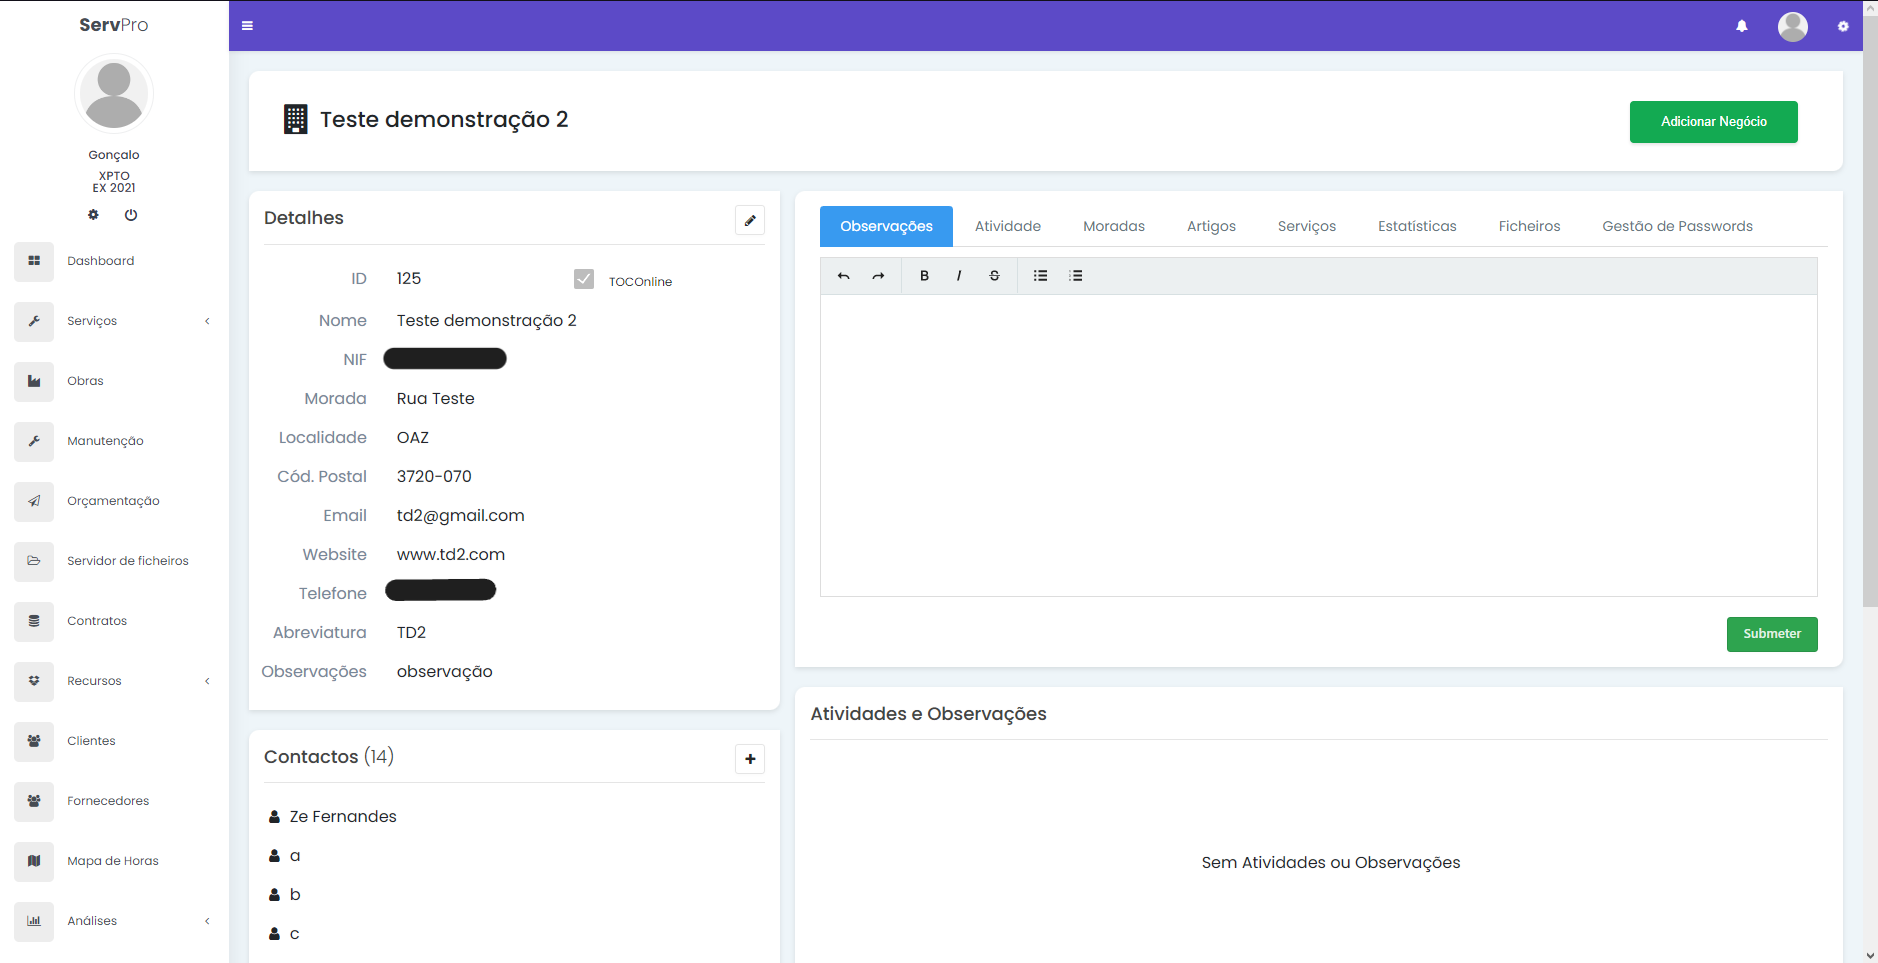 ServPro
Gonçalo
XPTO
EX 2021
Dashboard
Serviços
Obras
Manutenção
Orçamentação
Servidor de ficheiros
Contratos
Recursos
Clientes
Fornecedores
Mapa de Horas
Análises
Teste demonstração 2
Adicionar Negócio
Detalhes
ID 125 TOCOnline
Nome Teste demonstração 2
NIF
Morada Rua Teste
Localidade OAZ
Cód. Postal 3720-070
Email td2@gmail.com
Website www.td2.com
Telefone
Abreviatura TD2
Observações observação
Contactos (14)
Ze Fernandes
a
b
c
Observações Atividade Moradas Artigos Serviços Estatísticas Ficheiros Gestão de Passwords
B I S
Submeter
Atividades e Observações
Sem Atividades ou Observações